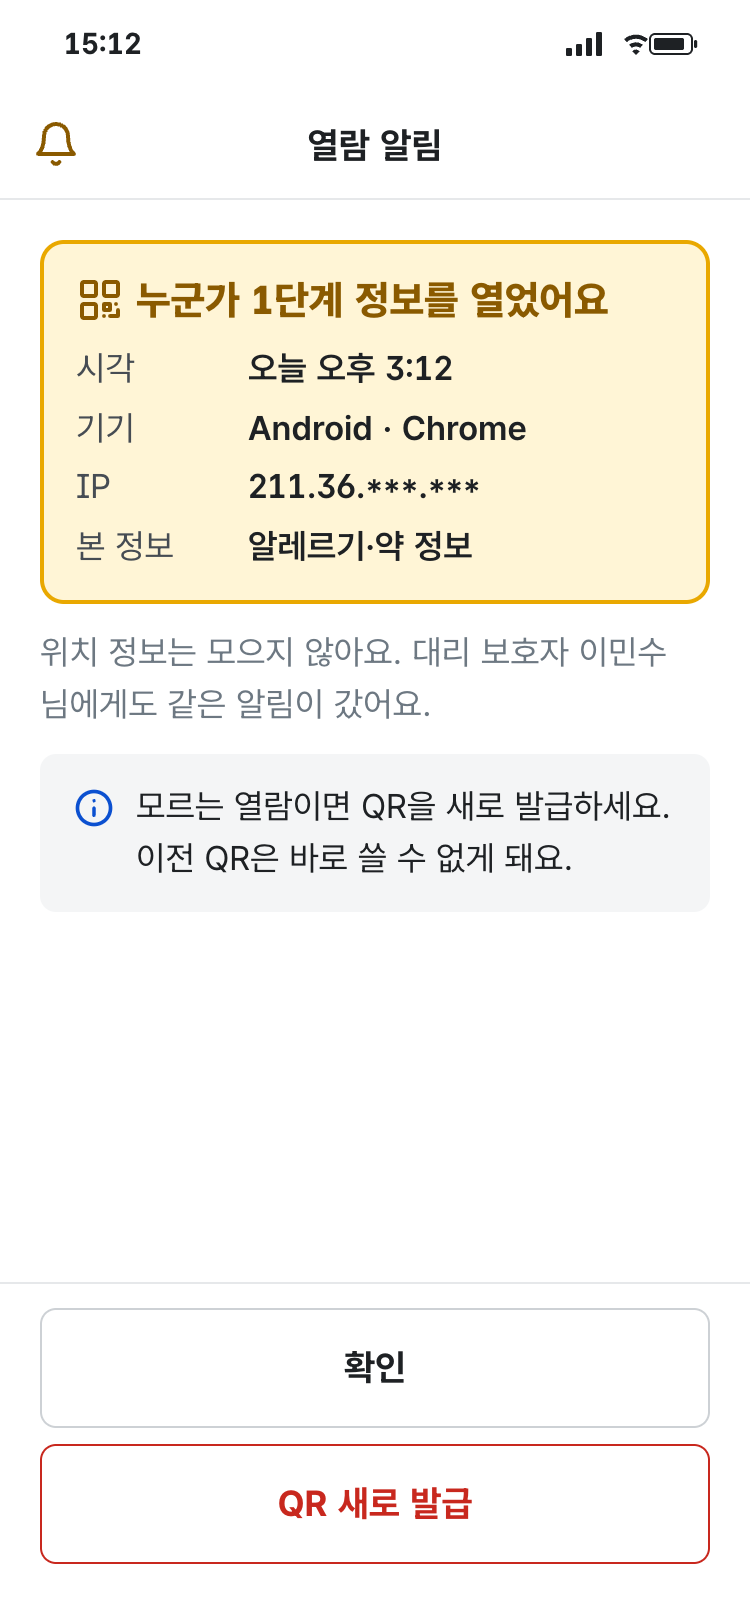 15:12
열람 알림
누군가 1단계 정보를 열었어요
시각 오늘 오후 3:12
기기 Android · Chrome
IP 211.36.***.***
본 정보 알레르기·약 정보
위치 정보는 모으지 않아요. 대리 보호자 이민수
님에게도 같은 알림이 갔어요.
모르는 열람이면 QR을 새로 발급하세요.
이전 QR은 바로 쓸 수 없게 돼요.
확인
QR 새로 발급